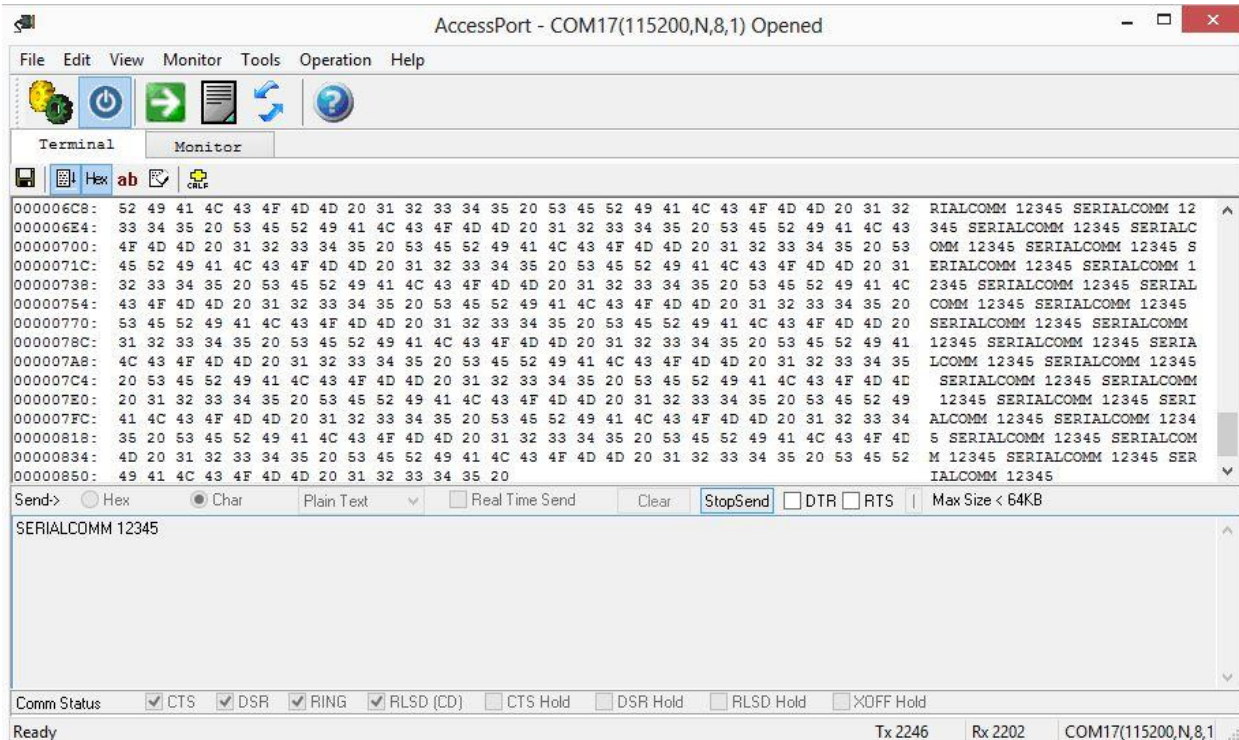 AccessPort - COM17(115200,N,8,1) Opened
File Edit View Monitor Tools Operation Help
Terminal Monitor
Hex ab CRLF
000006C8: 52 49 41 4C 43 4F 4D 4D 20 31 32 33 34 35 20 53 45 52 49 41 4C 43 4F 4D 4D 20 31 32 RIALCOMM 12345 SERIALCOMM 12
000006E4: 33 34 35 20 53 45 52 49 41 4C 43 4F 4D 4D 20 31 32 33 34 35 20 53 45 52 49 41 4C 43 345 SERIALCOMM 12345 SERIALC
00000700: 4F 4D 4D 20 31 32 33 34 35 20 53 45 52 49 41 4C 43 4F 4D 4D 20 31 32 33 34 35 20 53 OMM 12345 SERIALCOMM 12345 S
0000071C: 45 52 49 41 4C 43 4F 4D 4D 20 31 32 33 34 35 20 53 45 52 49 41 4C 43 4F 4D 4D 20 31 ERIALCOMM 12345 SERIALCOMM 1
00000738: 32 33 34 35 20 53 45 52 49 41 4C 43 4F 4D 4D 20 31 32 33 34 35 20 53 45 52 49 41 4C 2345 SERIALCOMM 12345 SERIAL
00000754: 43 4F 4D 4D 20 31 32 33 34 35 20 53 45 52 49 41 4C 43 4F 4D 4D 20 31 32 33 34 35 20 COMM 12345 SERIALCOMM 12345
00000770: 53 45 52 49 41 4C 43 4F 4D 4D 20 31 32 33 34 35 20 53 45 52 49 41 4C 43 4F 4D 4D 20 SERIALCOMM 12345 SERIALCOMM
0000078C: 31 32 33 34 35 20 53 45 52 49 41 4C 43 4F 4D 4D 20 31 32 33 34 35 20 53 45 52 49 41 12345 SERIALCOMM 12345 SERIA
000007A8: 4C 43 4F 4D 4D 20 31 32 33 34 35 20 53 45 52 49 41 4C 43 4F 4D 4D 20 31 32 33 34 35 LCOMM 12345 SERIALCOMM 12345
000007C4: 20 53 45 52 49 41 4C 43 4F 4D 4D 20 31 32 33 34 35 20 53 45 52 49 41 4C 43 4F 4D 4D SERIALCOMM 12345 SERIALCOMM
000007E0: 20 31 32 33 34 35 20 53 45 52 49 41 4C 43 4F 4D 4D 20 31 32 33 34 35 20 53 45 52 49 12345 SERIALCOMM 12345 SERI
000007FC: 41 4C 43 4F 4D 4D 20 31 32 33 34 35 20 53 45 52 49 41 4C 43 4F 4D 4D 20 31 32 33 34 ALCOMM 12345 SERIALCOMM 1234
00000818: 35 20 53 45 52 49 41 4C 43 4F 4D 4D 20 31 32 33 34 35 20 53 45 52 49 41 4C 43 4F 4D 5 SERIALCOMM 12345 SERIALCOM
00000834: 4D 20 31 32 33 34 35 20 53 45 52 49 41 4C 43 4F 4D 4D 20 31 32 33 34 35 20 53 45 52 M 12345 SERIALCOMM 12345 SER
00000850: 49 41 4C 43 4F 4D 4D 20 31 32 33 34 35 20 IALCOMM 12345
Send-> Hex Char Plain Text Real Time Send Clear StopSend DTR RTS Max Size < 64KB
SERIALCOMM 12345
Comm Status CTS DSR RING RLSD (CD) CTS Hold DSR Hold RLSD Hold XOFF Hold
Ready Tx 2246 Rx 2202 COM17(115200,N,8,1